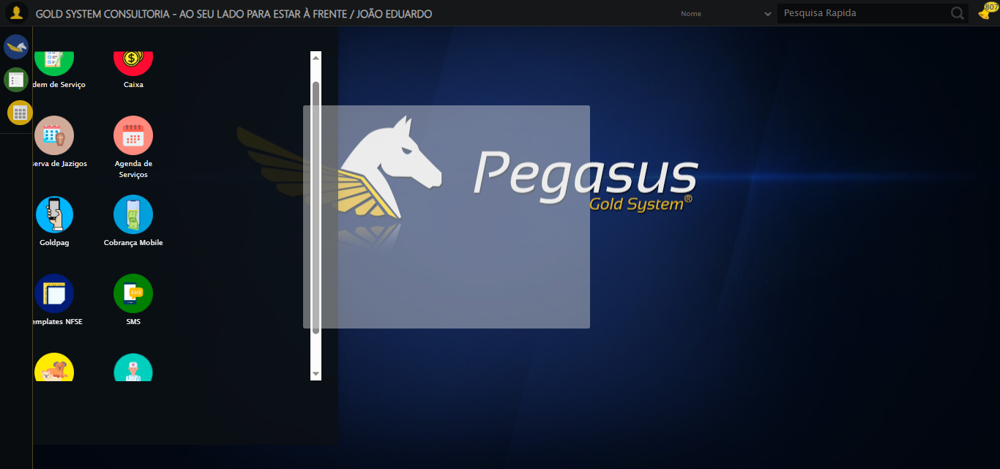 GOLD SYSTEM CONSULTORIA - AO SEU LADO PARA ESTAR À FRENTE / JOÃO EDUARDO
Nome
Pesquisa Rapida
807
dem de Serviço
Caixa
serva de Jazigos
Agenda de
Serviços
Goldpag
Cobrança Mobile
emplates NFSE
SMS
Pegasus
Gold System®